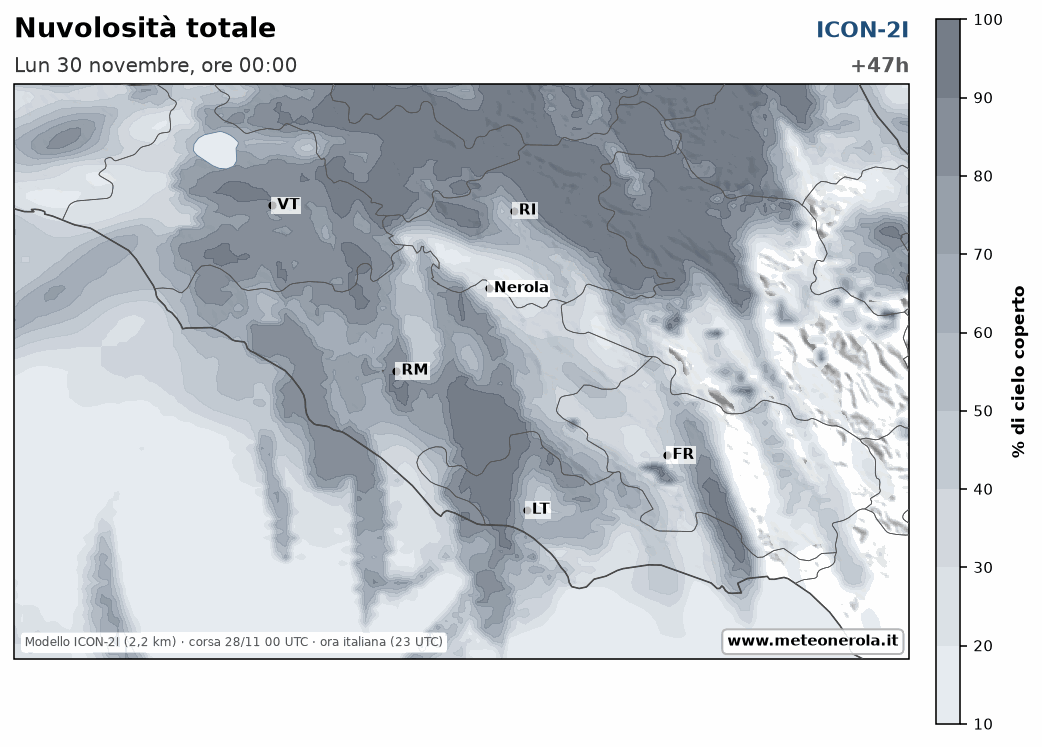 Nuvolosità totale
ICON-2I
Lun 30 novembre, ore 00:00
+47h
VT
RI
Nerola
RM
FR
LT
Modello ICON-2I (2,2 km) · corsa 28/11 00 UTC · ora italiana (23 UTC)
www.meteonerola.it
100
90
80
70
60
50
40
30
20
10
% di cielo coperto